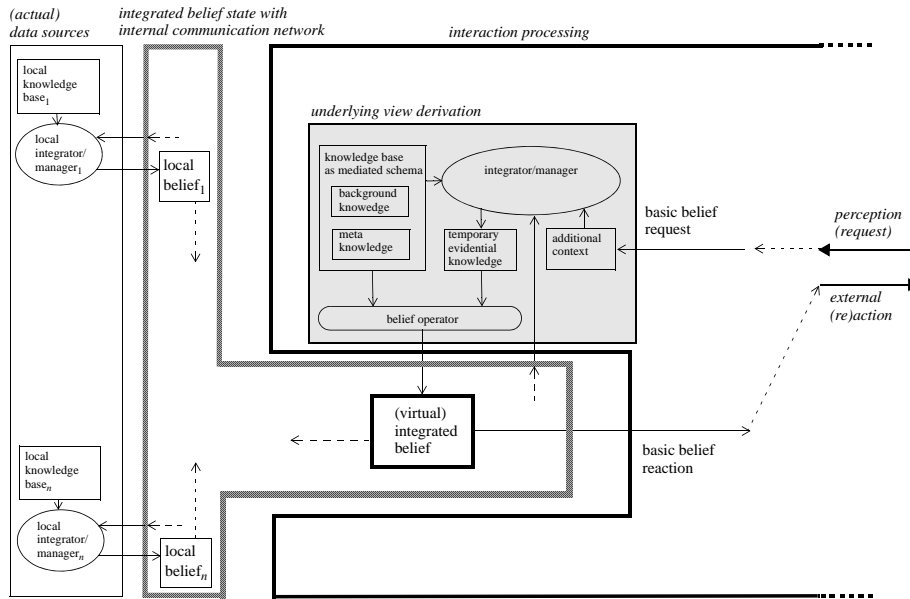 (actual)
data sources
integrated belief state with
internal communication network
interaction processing
local
knowledge
base1
local
integrator/
manager1
local
belief1
underlying view derivation
knowledge base
as mediated schema
background
knowedge
meta
knowledge
integrator/manager
temporary
evidential
knowledge
additional
context
belief operator
basic belief
request
perception
(request)
external
(re)action
(virtual)
integrated
belief
basic belief
reaction
local
knowledge
basen
local
integrator/
managern
local
beliefn